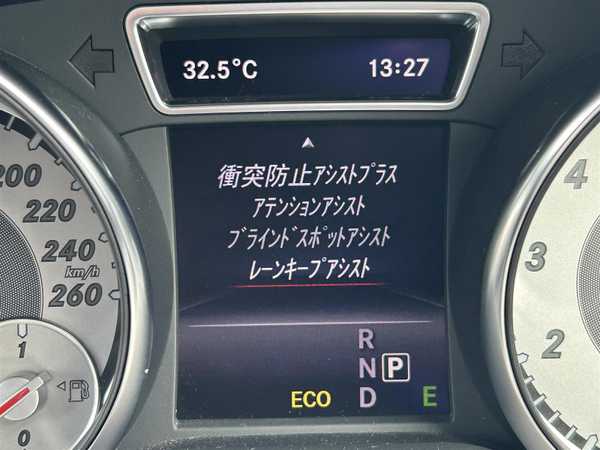 32.5°C 13:27
衝突防止ｱｼｽﾄﾌﾟﾗｽ
ｱﾃﾝｼｮﾝｱｼｽﾄ
ﾌﾞﾗｲﾝﾄﾞｽﾎﾟｯﾄｱｼｽﾄ
ﾚｰﾝｷｰﾌﾟｱｼｽﾄ
R
N P
ECO D E
200
220
240
km/h
260
1
0
4
3
2